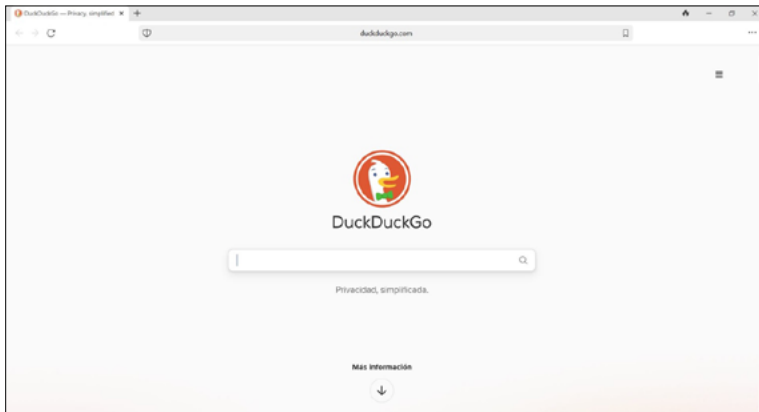 DuckDuckGo — Privacy, simplified
duckduckgo.com
DuckDuckGo
Privacidad, simplificada.
Más información